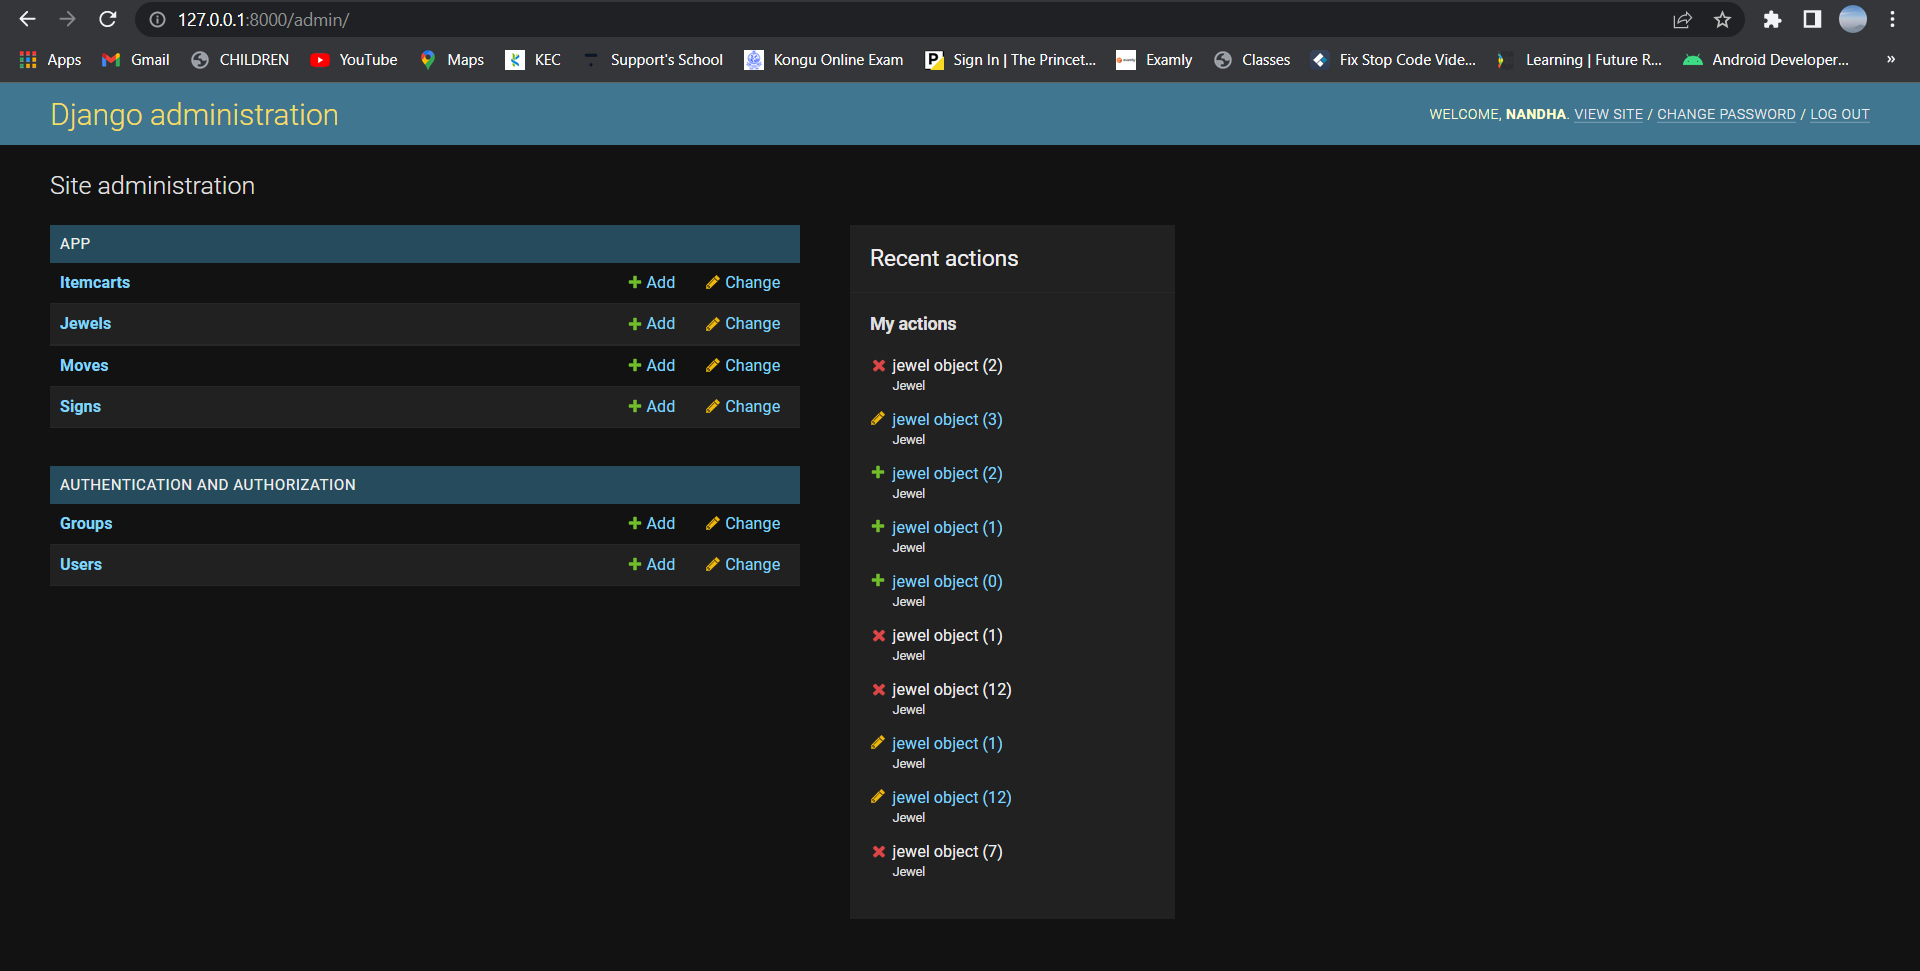 127.0.0.1:8000/admin/
Apps Gmail CHILDREN YouTube Maps KEC Support's School Kongu Online Exam Sign In | The Princet... Examly Classes Fix Stop Code Vide... Learning | Future R... Android Developer... »
Django administration
WELCOME, NANDHA. VIEW SITE / CHANGE PASSWORD / LOG OUT
Site administration
APP
Itemcarts Add Change
Jewels Add Change
Moves Add Change
Signs Add Change
AUTHENTICATION AND AUTHORIZATION
Groups Add Change
Users Add Change
Recent actions
My actions
jewel object (2)
Jewel
jewel object (3)
Jewel
jewel object (2)
Jewel
jewel object (1)
Jewel
jewel object (0)
Jewel
jewel object (1)
Jewel
jewel object (12)
Jewel
jewel object (1)
Jewel
jewel object (12)
Jewel
jewel object (7)
Jewel